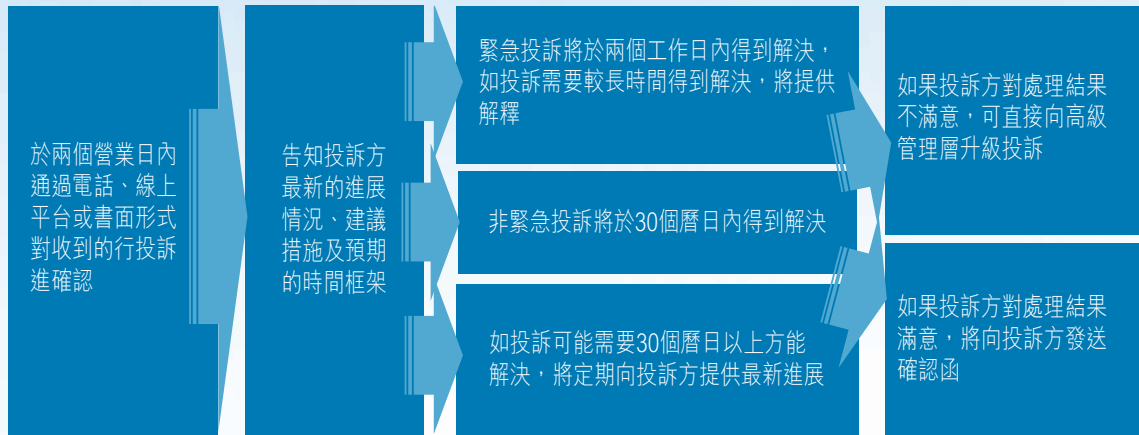 於兩個營業日內
通過電話、線上
平台或書面形式
對收到的行投訴
進確認
告知投訴方
最新的進展
情況、建議
措施及預期
的時間框架
緊急投訴將於兩個工作日內得到解決，
如投訴需要較長時間得到解決，將提供
解釋
非緊急投訴將於30個曆日內得到解決
如投訴可能需要30個曆日以上方能
解決，將定期向投訴方提供最新進展
如果投訴方對處理結果
不滿意，可直接向高級
管理層升級投訴
如果投訴方對處理結果
滿意，將向投訴方發送
確認函